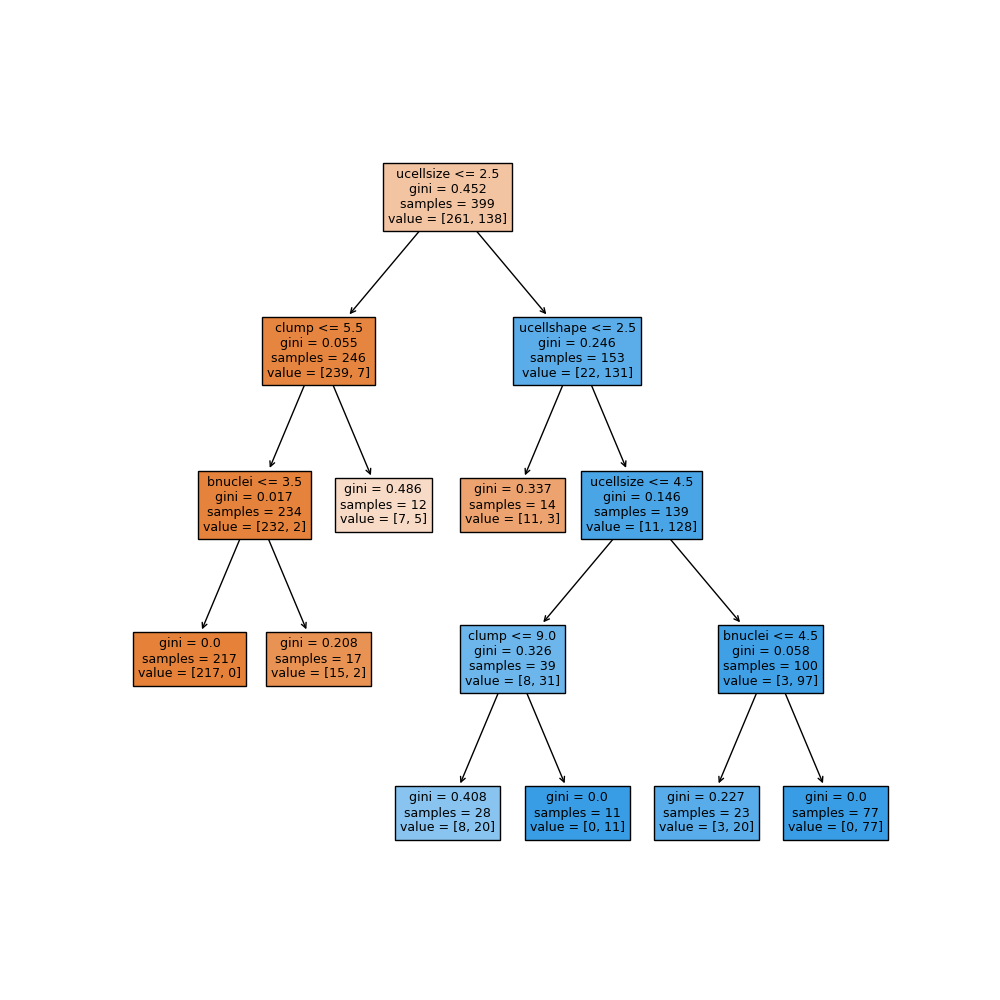 ucellsize <= 2.5
gini = 0.452
samples = 399
value = [261, 138]
clump <= 5.5
gini = 0.055
samples = 246
value = [239, 7]
ucellshape <= 2.5
gini = 0.246
samples = 153
value = [22, 131]
bnuclei <= 3.5
gini = 0.017
samples = 234
value = [232, 2]
gini = 0.486
samples = 12
value = [7, 5]
gini = 0.337
samples = 14
value = [11, 3]
ucellsize <= 4.5
gini = 0.146
samples = 139
value = [11, 128]
gini = 0.0
samples = 217
value = [217, 0]
gini = 0.208
samples = 17
value = [15, 2]
clump <= 9.0
gini = 0.326
samples = 39
value = [8, 31]
bnuclei <= 4.5
gini = 0.058
samples = 100
value = [3, 97]
gini = 0.408
samples = 28
value = [8, 20]
gini = 0.0
samples = 11
value = [0, 11]
gini = 0.227
samples = 23
value = [3, 20]
gini = 0.0
samples = 77
value = [0, 77]